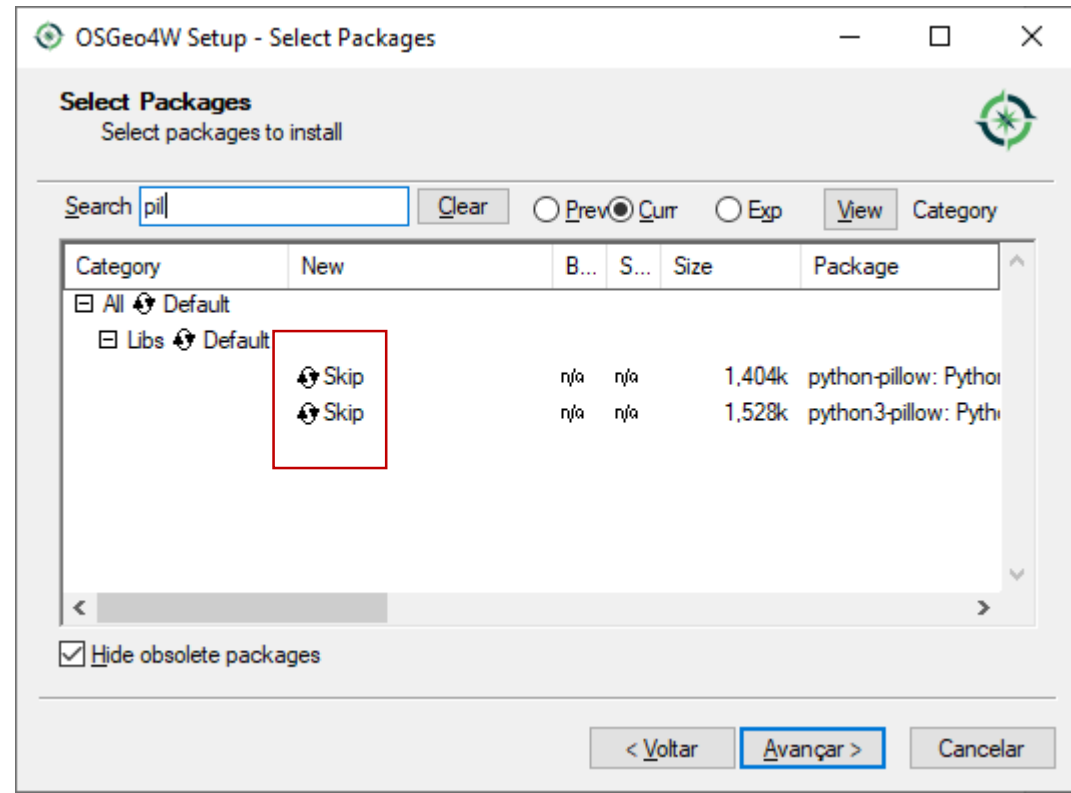 OSGeo4W Setup - Select Packages
Select Packages
Select packages to install
Search pil Clear Prev Curr Exp View Category
Category New B... S... Size Package
All Default
Libs Default
Skip n/a n/a 1,404k python-pillow: Python
Skip n/a n/a 1,528k python3-pillow: Pyth
Hide obsolete packages
< Voltar Avançar > Cancelar